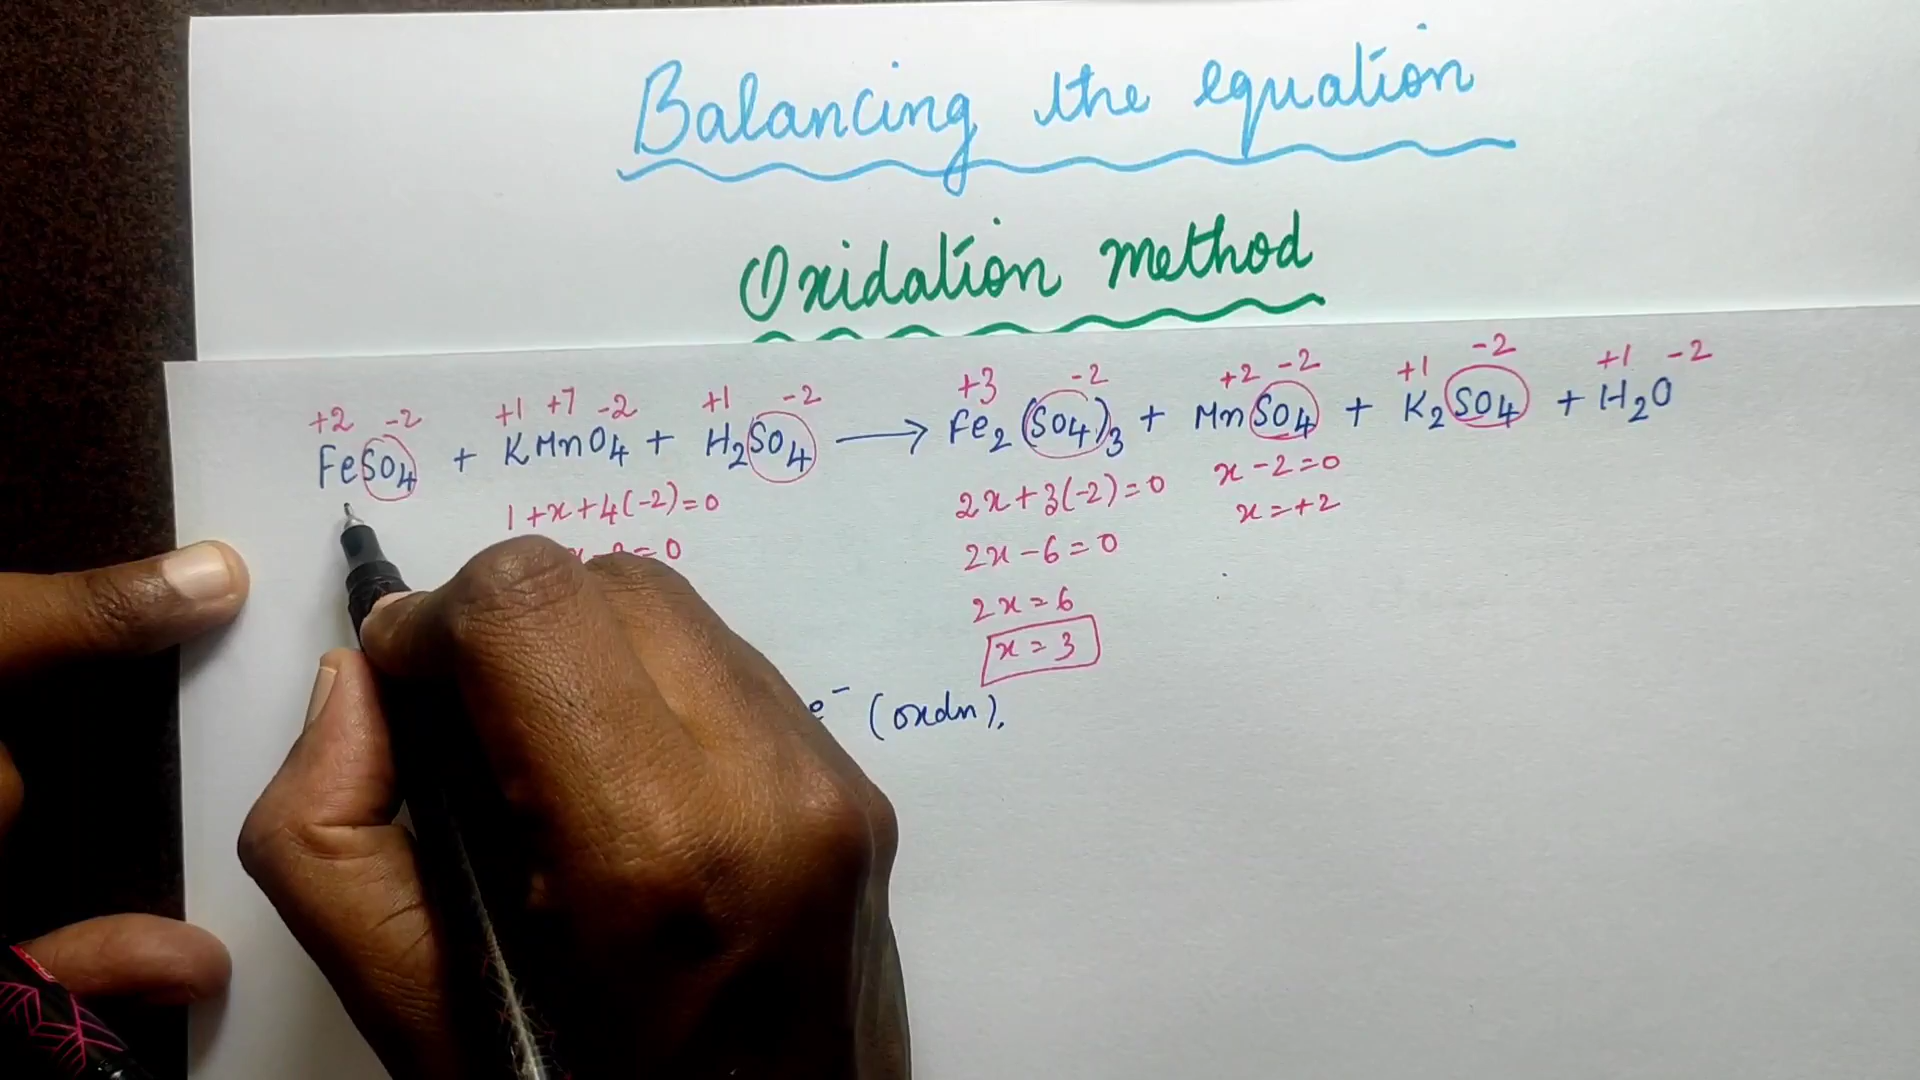 Balancing the equation
Oxidation method
+2 -2 +1 +7 -2 +1 -2 +3 -2 +2 -2 +1 -2 +1 -2
FeSO4 + KMnO4 + H2SO4 → Fe2(SO4)3 + MnSO4 + K2SO4 + H2O
1+x+4(-2)=0 2x+3(-2)=0 x-2=0
=0 2x-6=0 x=+2
2x=6
x=3
e⁻ (oxdn).